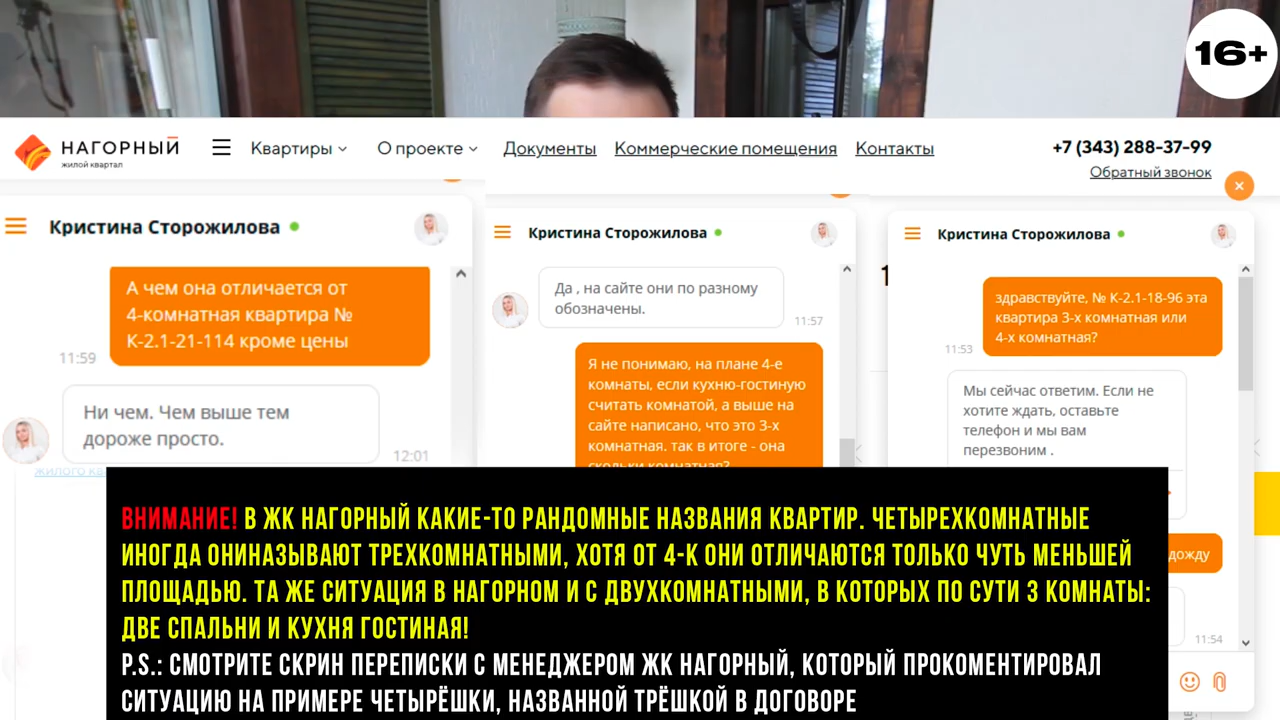 16+
НАГОРНЫЙ
жилой квартал
Квартиры
О проекте
Документы
Коммерческие помещения
Контакты
+7 (343) 288-37-99
Обратный звонок
Кристина Сторожилова
А чем она отличается от
4-комнатная квартира №
К-2.1-21-114 кроме цены
11:59
Ни чем. Чем выше тем
дороже просто.
12:01
жилого ква
Кристина Сторожилова
Да , на сайте они по разному
обозначены.
11:57
Я не понимаю, на плане 4-е
комнаты, если кухню-гостиную
считать комнатой, а выше на
сайте написано, что это 3-х
комнатная. так в итоге - она
скольки комнатная?
1
Кристина Сторожилова
здравствуйте, № К-2.1-18-96 эта
квартира 3-х комнатная или
4-х комнатная?
11:53
Мы сейчас ответим. Если не
хотите ждать, оставьте
телефон и мы вам
перезвоним .
дожду
11:54
ВНИМАНИЕ! В ЖК НАГОРНЫЙ КАКИЕ-ТО РАНДОМНЫЕ НАЗВАНИЯ КВАРТИР. ЧЕТЫРЕХКОМНАТНЫЕ
ИНОГДА ОНИНАЗЫВАЮТ ТРЕХКОМНАТНЫМИ, ХОТЯ ОТ 4-К ОНИ ОТЛИЧАЮТСЯ ТОЛЬКО ЧУТЬ МЕНЬШЕЙ
ПЛОЩАДЬЮ. ТА ЖЕ СИТУАЦИЯ В НАГОРНОМ И С ДВУХКОМНАТНЫМИ, В КОТОРЫХ ПО СУТИ 3 КОМНАТЫ:
ДВЕ СПАЛЬНИ И КУХНЯ ГОСТИНАЯ!
P.S.: СМОТРИТЕ СКРИН ПЕРЕПИСКИ С МЕНЕДЖЕРОМ ЖК НАГОРНЫЙ, КОТОРЫЙ ПРОКОМЕНТИРОВАЛ
СИТУАЦИЮ НА ПРИМЕРЕ ЧЕТЫРЁШКИ, НАЗВАННОЙ ТРЁШКОЙ В ДОГОВОРЕ